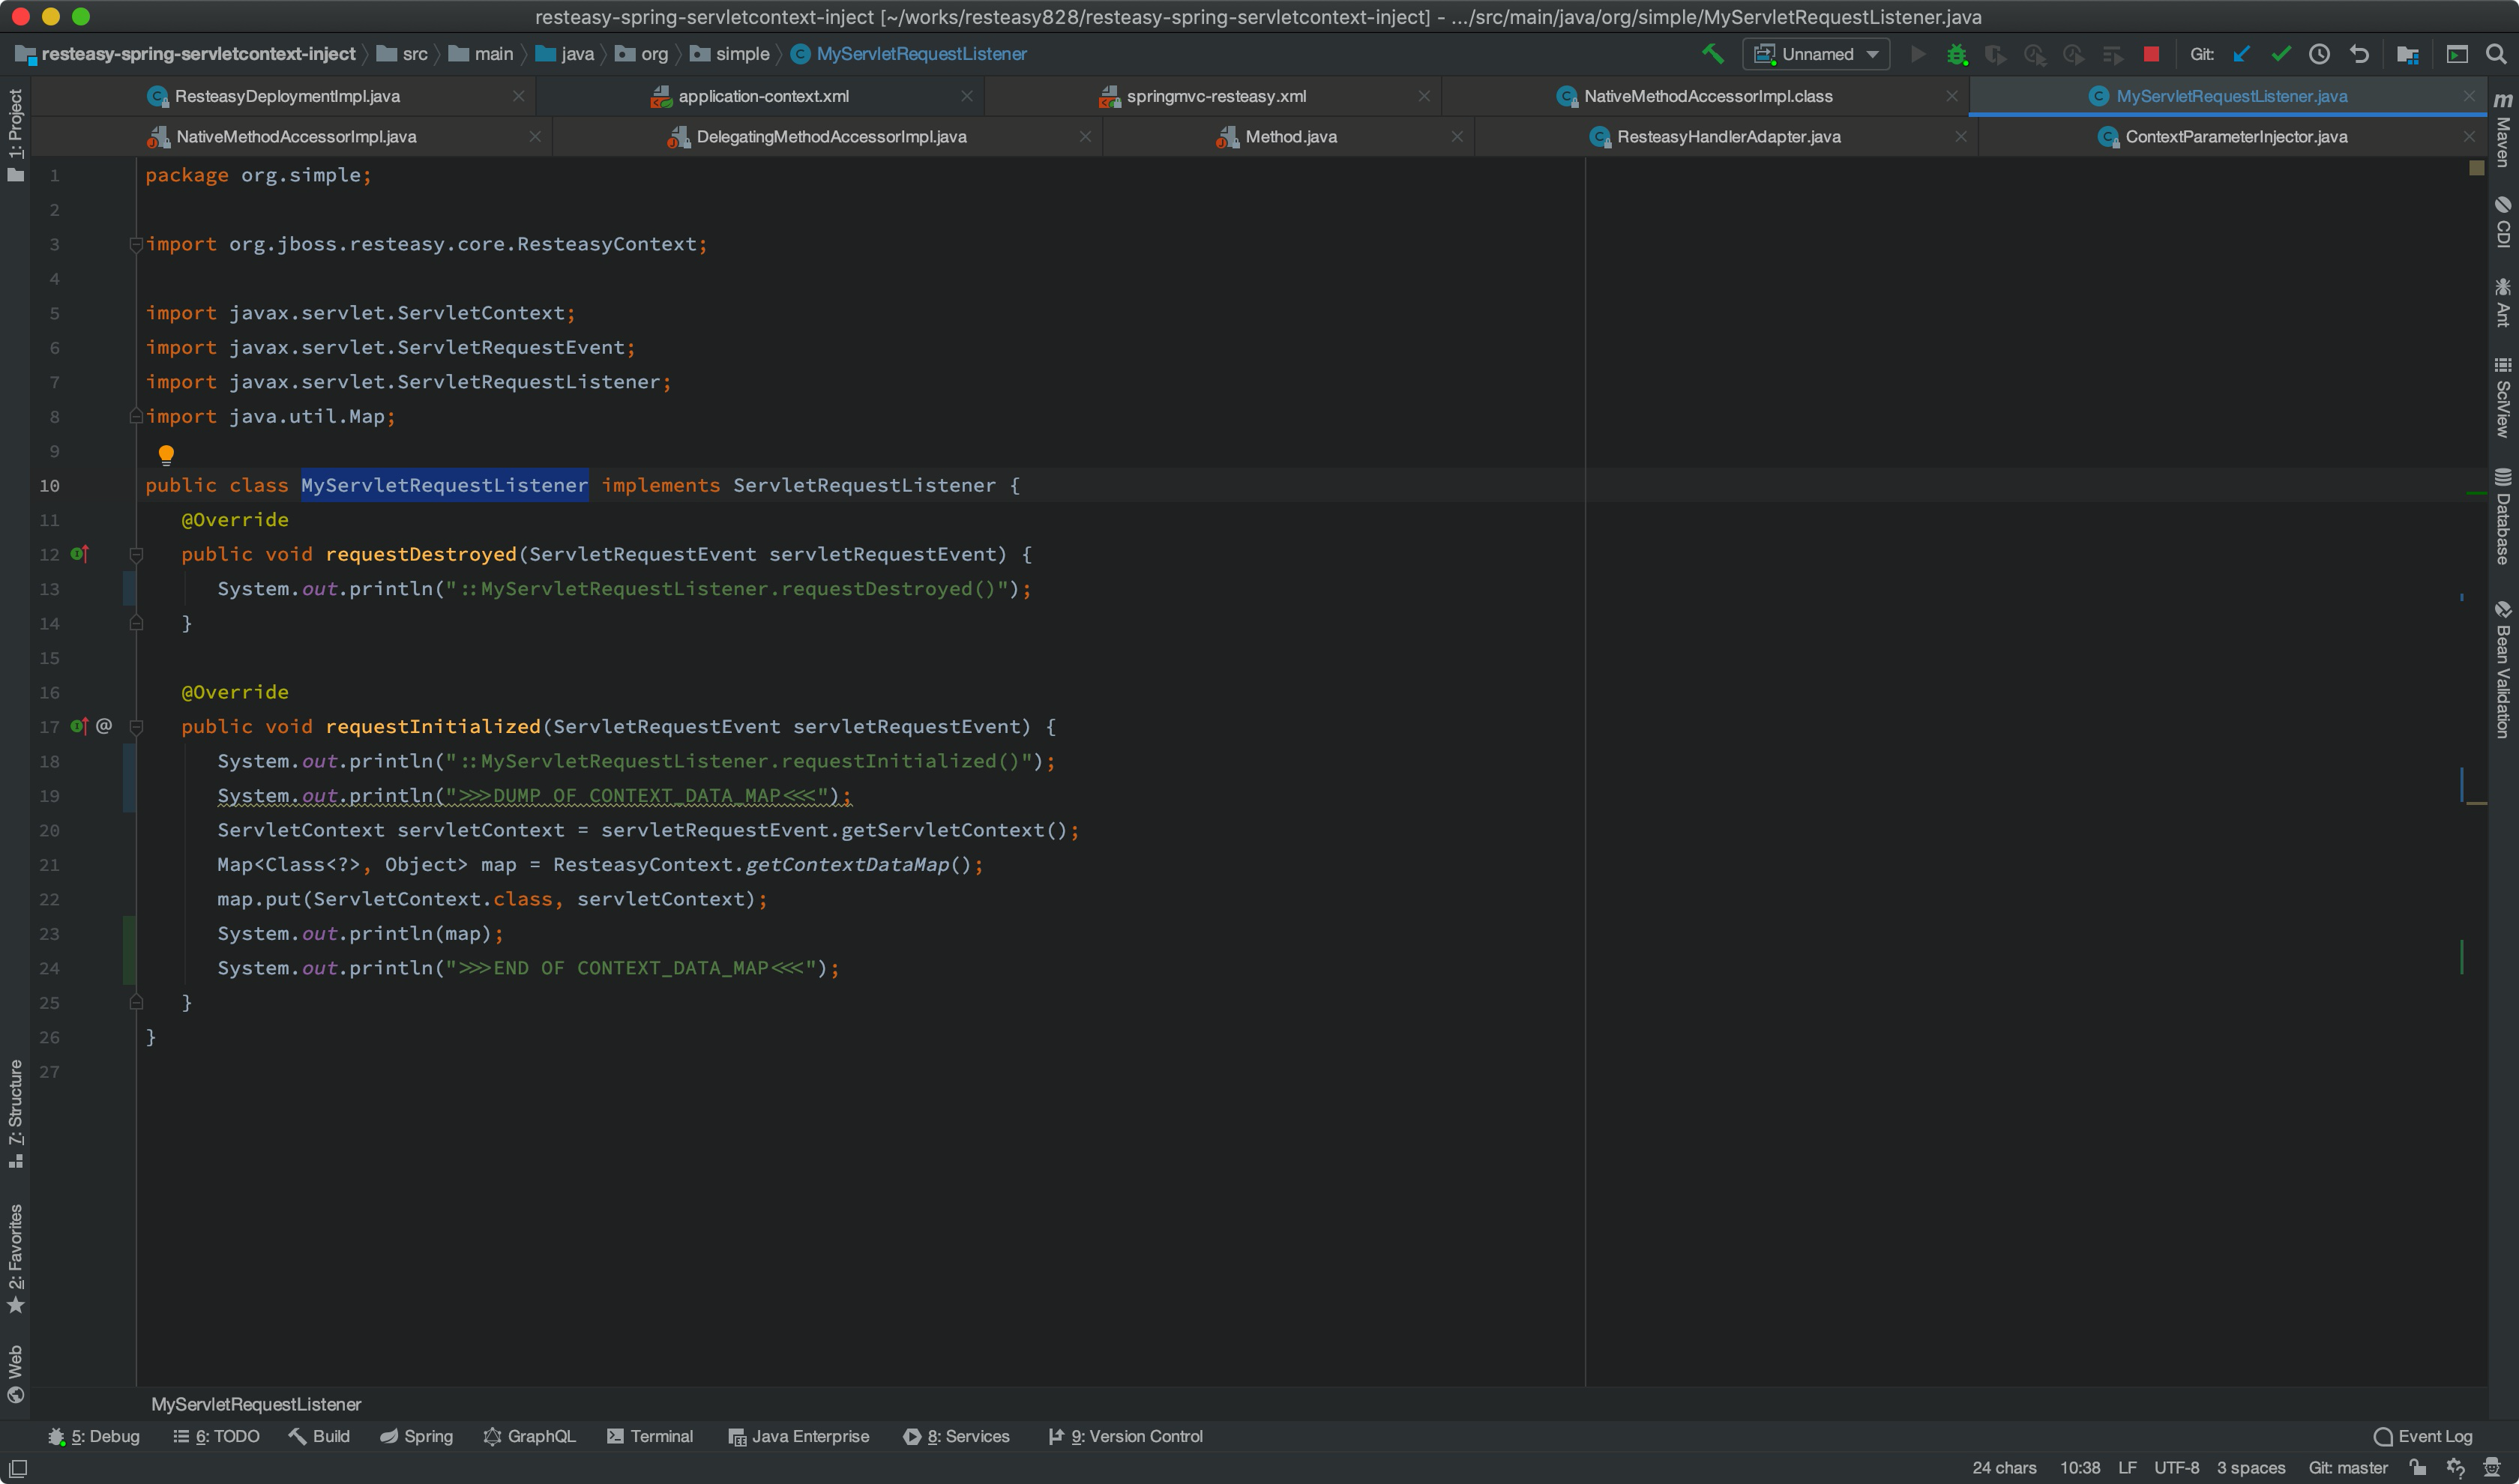 resteasy-spring-servletcontext-inject [~/works/resteasy828/resteasy-spring-servletcontext-inject] - .../src/main/java/org/simple/MyServletRequestListener.java
resteasy-spring-servletcontext-inject src main java org simple MyServletRequestListener Unnamed Git:
ResteasyDeploymentImpl.java application-context.xml springmvc-resteasy.xml NativeMethodAccessorImpl.class MyServletRequestListener.java
NativeMethodAccessorImpl.java DelegatingMethodAccessorImpl.java Method.java ResteasyHandlerAdapter.java ContextParameterInjector.java
1: Project
7: Structure
2: Favorites
Web
1 package org.simple;
2
3 import org.jboss.resteasy.core.ResteasyContext;
4
5 import javax.servlet.ServletContext;
6 import javax.servlet.ServletRequestEvent;
7 import javax.servlet.ServletRequestListener;
8 import java.util.Map;
9
10 public class MyServletRequestListener implements ServletRequestListener {
11 @Override
12 public void requestDestroyed(ServletRequestEvent servletRequestEvent) {
13 System.out.println("::MyServletRequestListener.requestDestroyed()");
14 }
15
16 @Override
17 @ public void requestInitialized(ServletRequestEvent servletRequestEvent) {
18 System.out.println("::MyServletRequestListener.requestInitialized()");
19 System.out.println(">>>DUMP OF CONTEXT_DATA_MAP<<<");
20 ServletContext servletContext = servletRequestEvent.getServletContext();
21 Map<Class<?>, Object> map = ResteasyContext.getContextDataMap();
22 map.put(ServletContext.class, servletContext);
23 System.out.println(map);
24 System.out.println(">>>END OF CONTEXT_DATA_MAP<<<");
25 }
26 }
27
m Maven
CDI
Ant
SciView
Database
Bean Validation
MyServletRequestListener
5: Debug 6: TODO Build Spring GraphQL Terminal Java Enterprise 8: Services 9: Version Control Event Log
24 chars 10:38 LF UTF-8 3 spaces Git: master